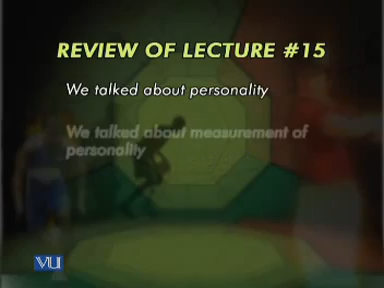 REVIEW OF LECTURE #15
We talked about personality
We talked about measurement of
personality
VU